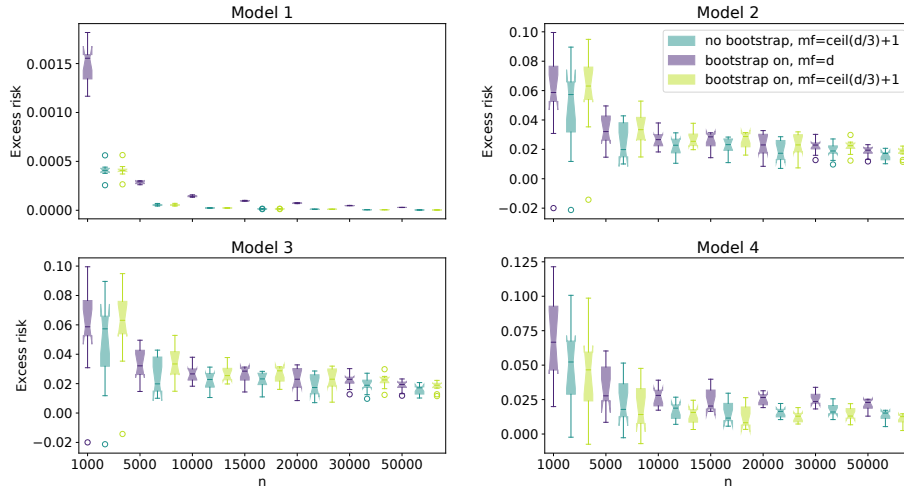 Model 1
Excess risk
0.0015
0.0010
0.0005
0.0000
Model 2
no bootstrap, mf=ceil(d/3)+1
bootstrap on, mf=d
bootstrap on, mf=ceil(d/3)+1
Excess risk
0.10
0.08
0.06
0.04
0.02
0.00
−0.02
Model 3
Excess risk
0.10
0.08
0.06
0.04
0.02
0.00
−0.02
1000 5000 10000 15000 20000 30000 50000
n
Model 4
Excess risk
0.125
0.100
0.075
0.050
0.025
0.000
1000 5000 10000 15000 20000 30000 50000
n